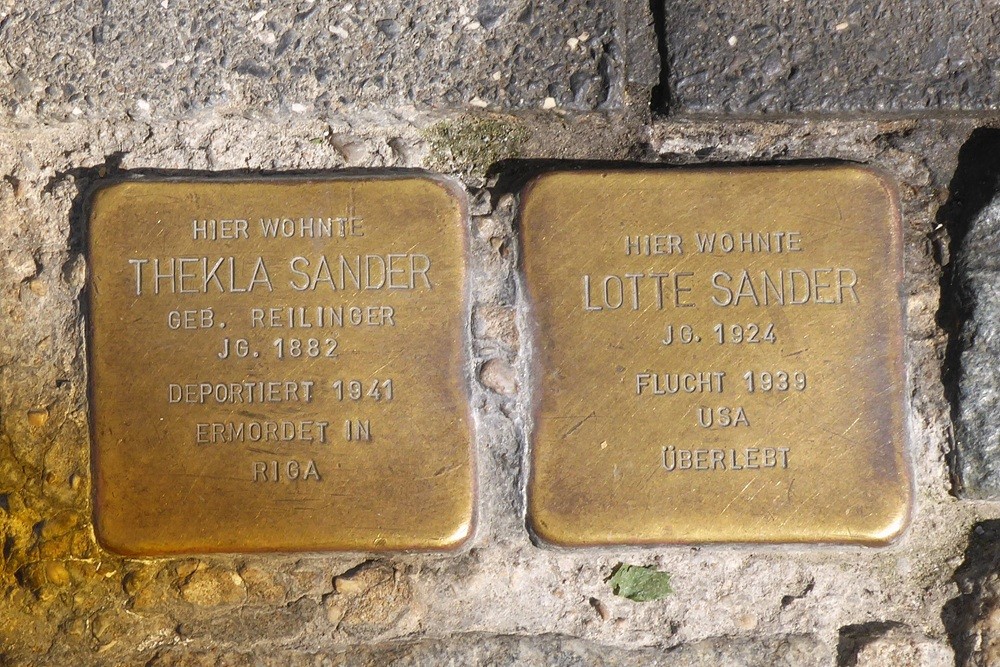 HIER WOHNTE
THEKLA SANDER
GEB. REILINGER
JG. 1882
DEPORTIERT 1941
ERMORDET IN
RIGA
HIER WOHNTE
LOTTE SANDER
JG. 1924
FLUCHT 1939
USA
ÜBERLEBT